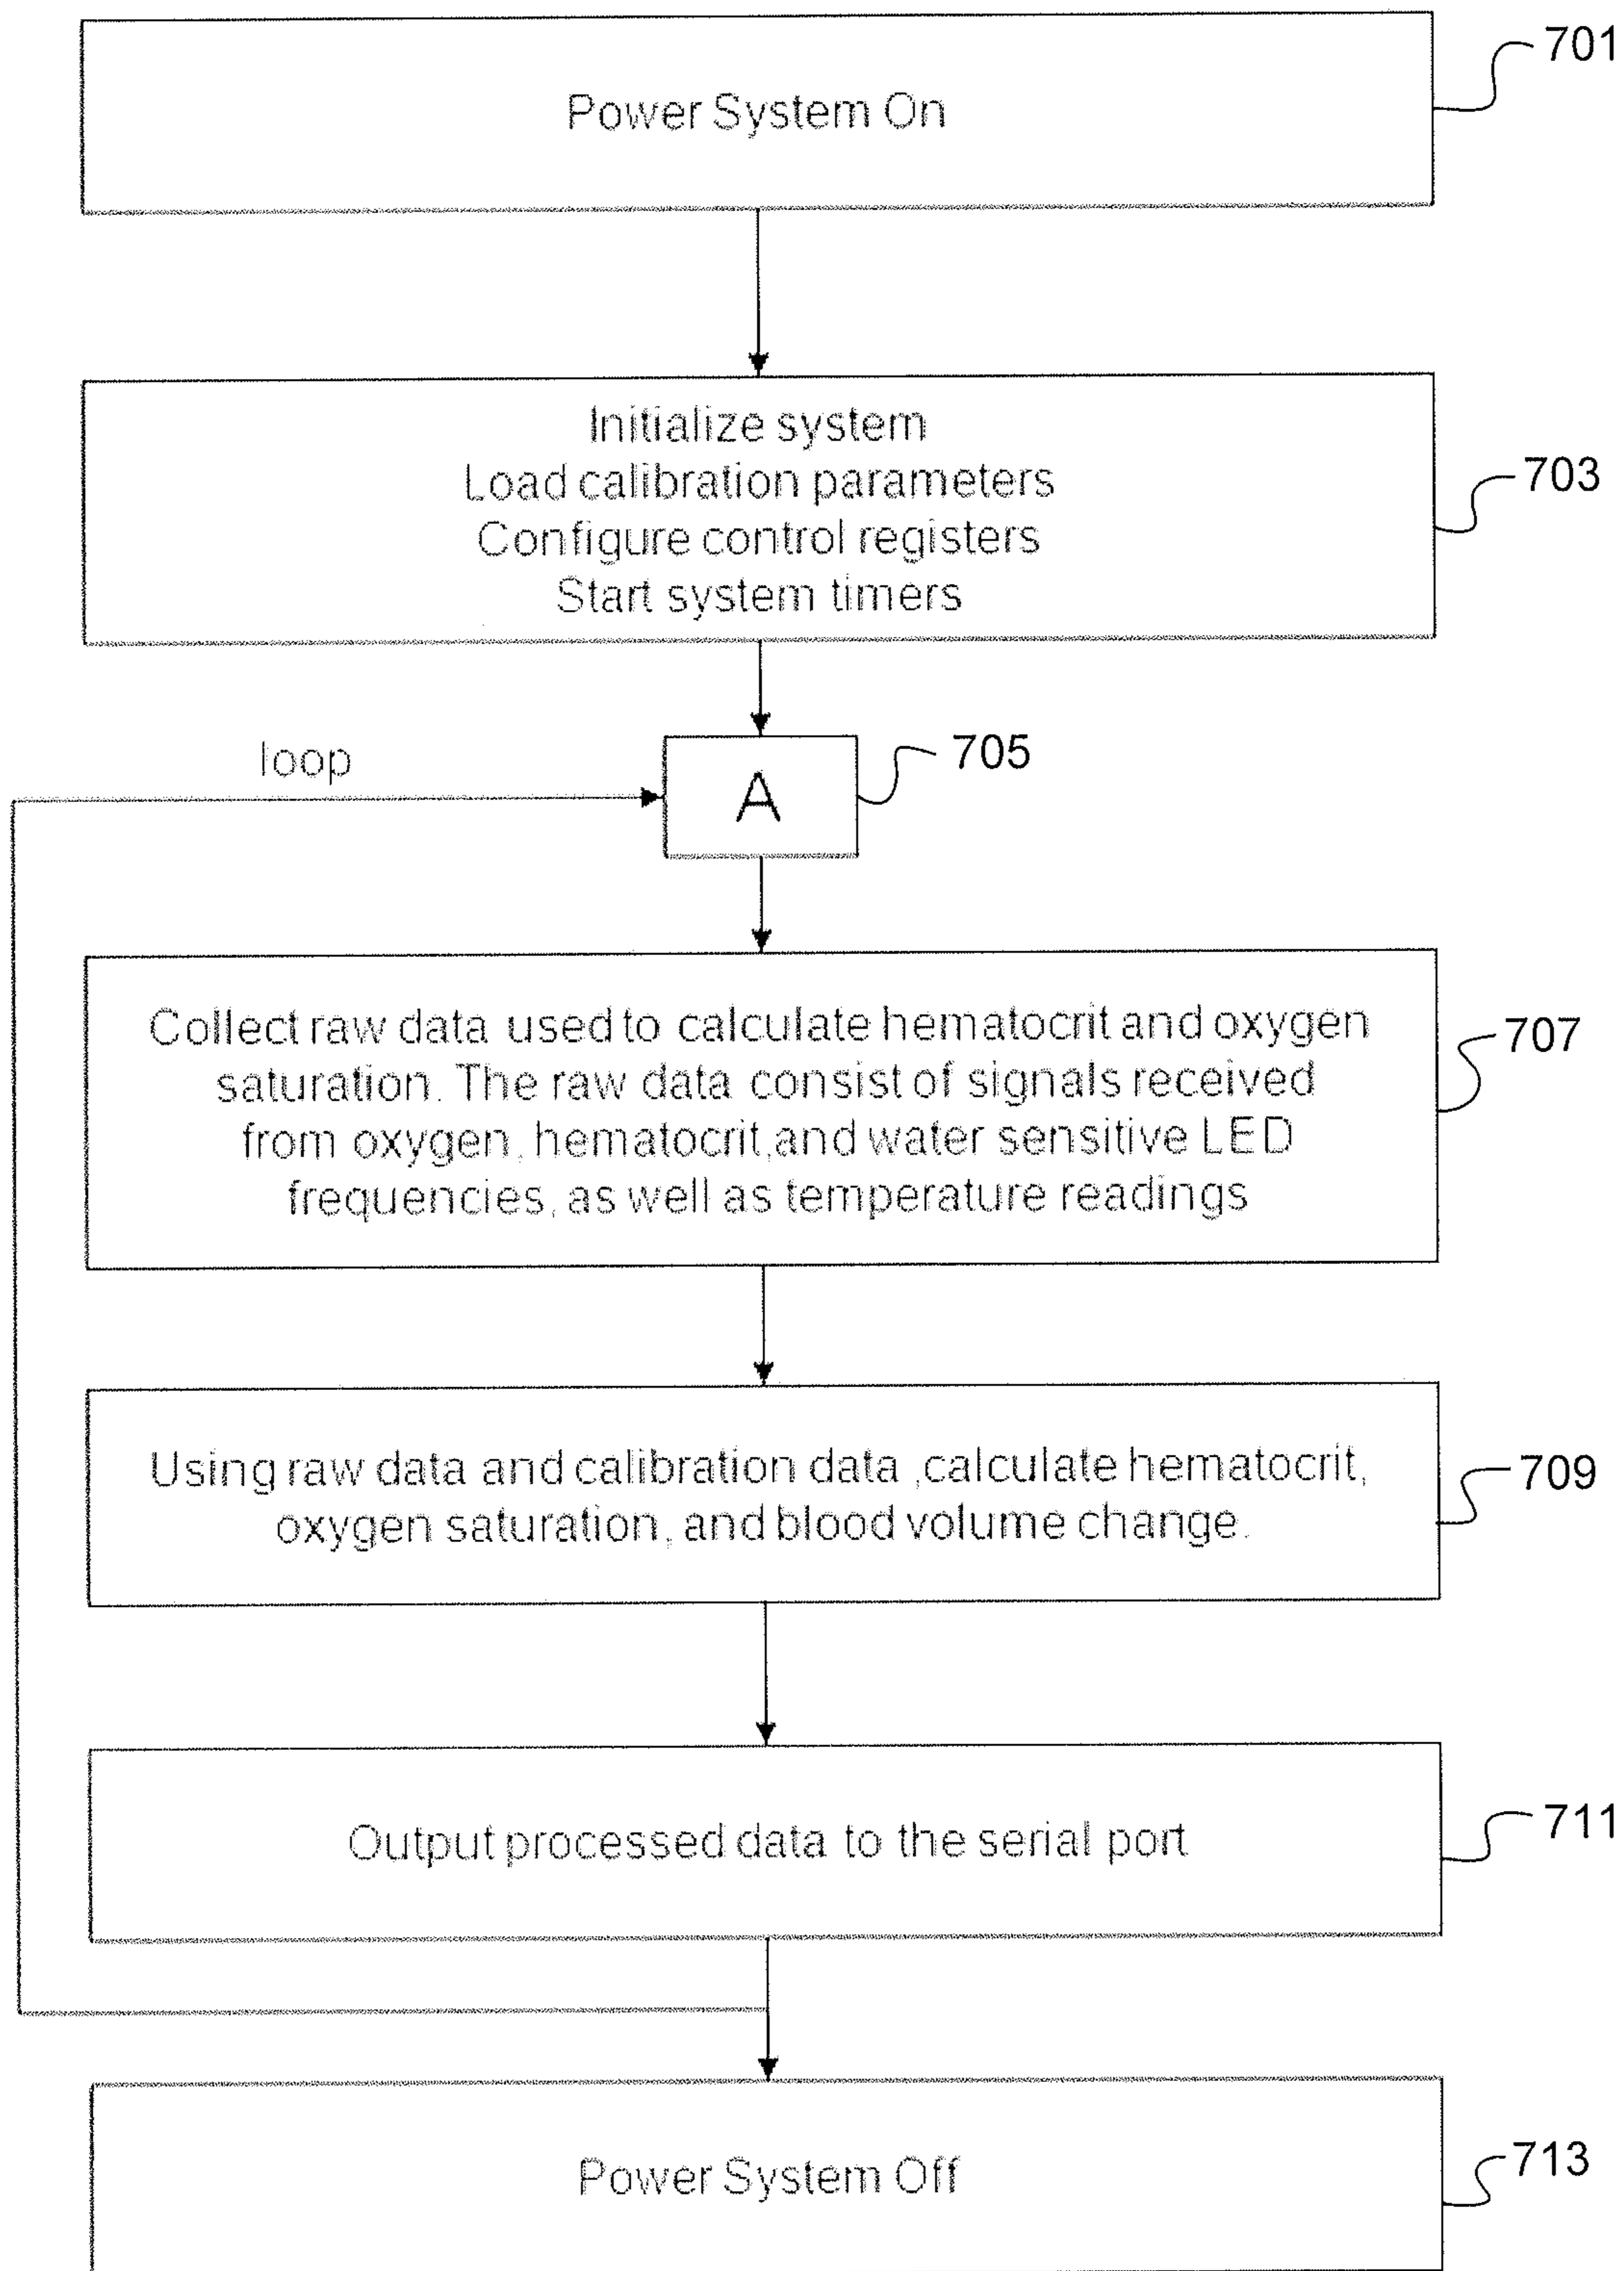 Power System On
701
Initialize system
Load calibration parameters
Configure control registers
Start system timers
703
loop
A
705
Collect raw data used to calculate hematocrit and oxygen
saturation. The raw data consist of signals received
from oxygen, hematocrit,and water sensitive LED
frequencies, as well as temperature readings
707
Using raw data and calibration data ,calculate hematocrit,
oxygen saturation, and blood volume change.
709
Output processed data to the serial port
711
Power System Off
713